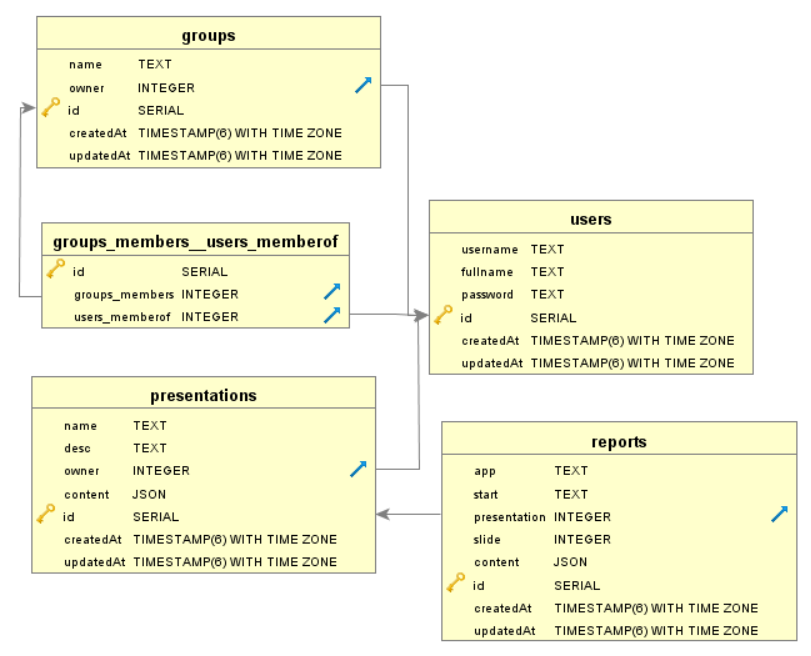 groups
name TEXT
owner INTEGER
id SERIAL
createdAt TIMESTAMP(6) WITH TIME ZONE
updatedAt TIMESTAMP(6) WITH TIME ZONE
groups_members__users_memberof
id SERIAL
groups_members INTEGER
users_memberof INTEGER
users
username TEXT
fullname TEXT
password TEXT
id SERIAL
createdAt TIMESTAMP(6) WITH TIME ZONE
updatedAt TIMESTAMP(6) WITH TIME ZONE
presentations
name TEXT
desc TEXT
owner INTEGER
content JSON
id SERIAL
createdAt TIMESTAMP(6) WITH TIME ZONE
updatedAt TIMESTAMP(6) WITH TIME ZONE
reports
app TEXT
start TEXT
presentation INTEGER
slide INTEGER
content JSON
id SERIAL
createdAt TIMESTAMP(6) WITH TIME ZONE
updatedAt TIMESTAMP(6) WITH TIME ZONE